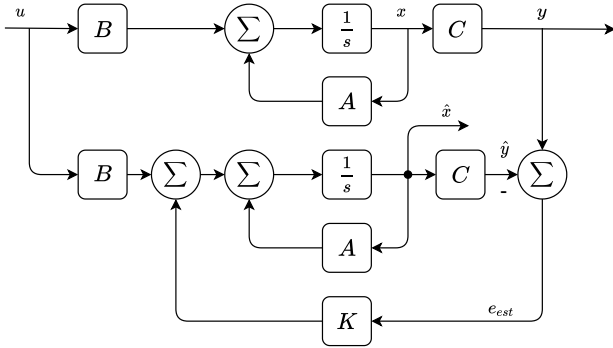 u B ∑ 1/s x C y
A
x̂
B ∑ ∑ 1/s C ŷ - ∑
A
K e_est